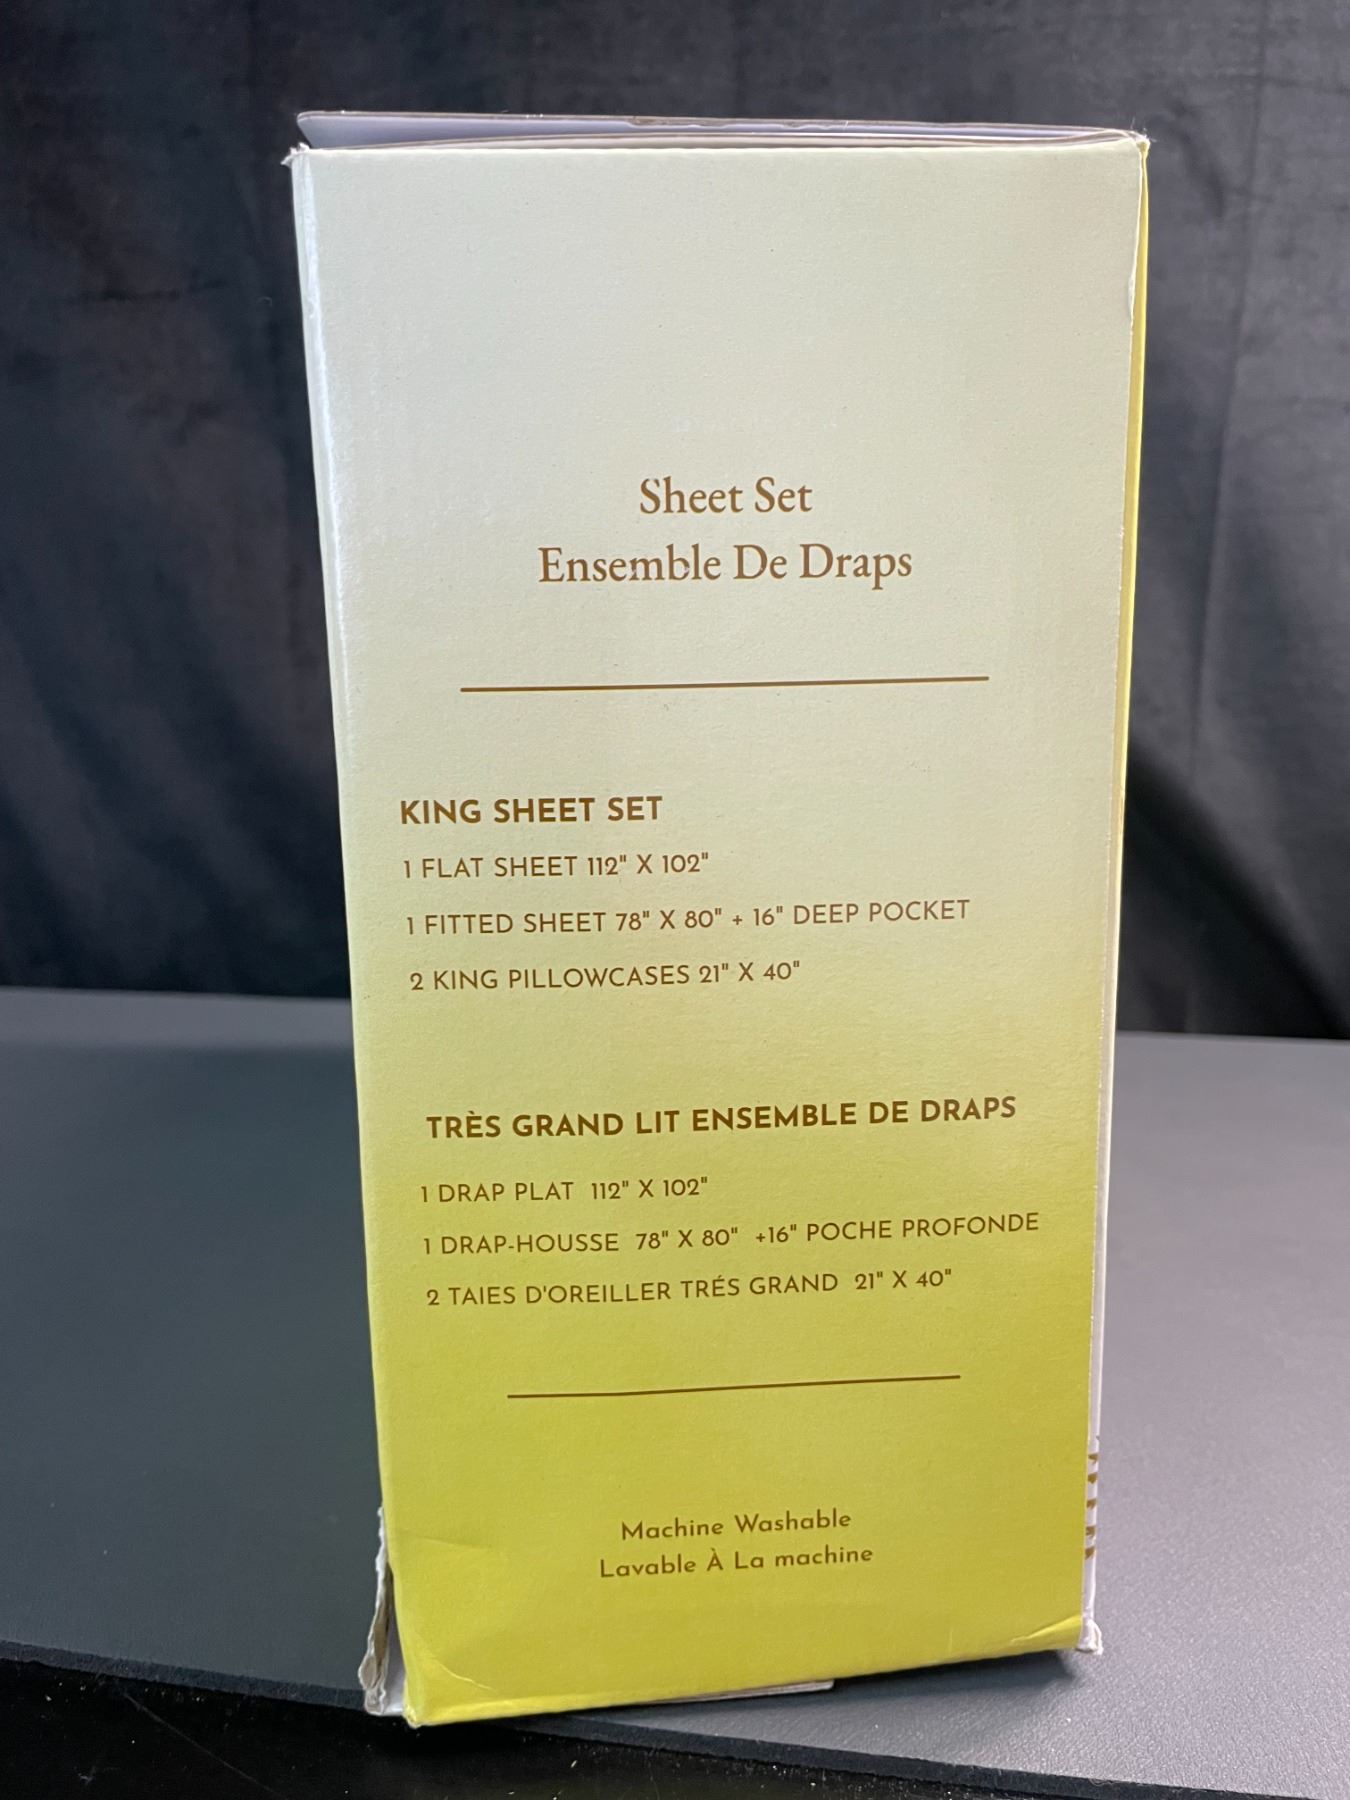 Sheet Set
Ensemble De Draps
KING SHEET SET
1 FLAT SHEET 112" X 102"
1 FITTED SHEET 78" X 80" + 16" DEEP POCKET
2 KING PILLOWCASES 21" X 40"
TRÈS GRAND LIT ENSEMBLE DE DRAPS
1 DRAP PLAT 112" X 102"
1 DRAP-HOUSSE 78" X 80" +16" POCHE PROFONDE
2 TAIES D'OREILLER TRÉS GRAND 21" X 40"
Machine Washable
Lavable À La machine